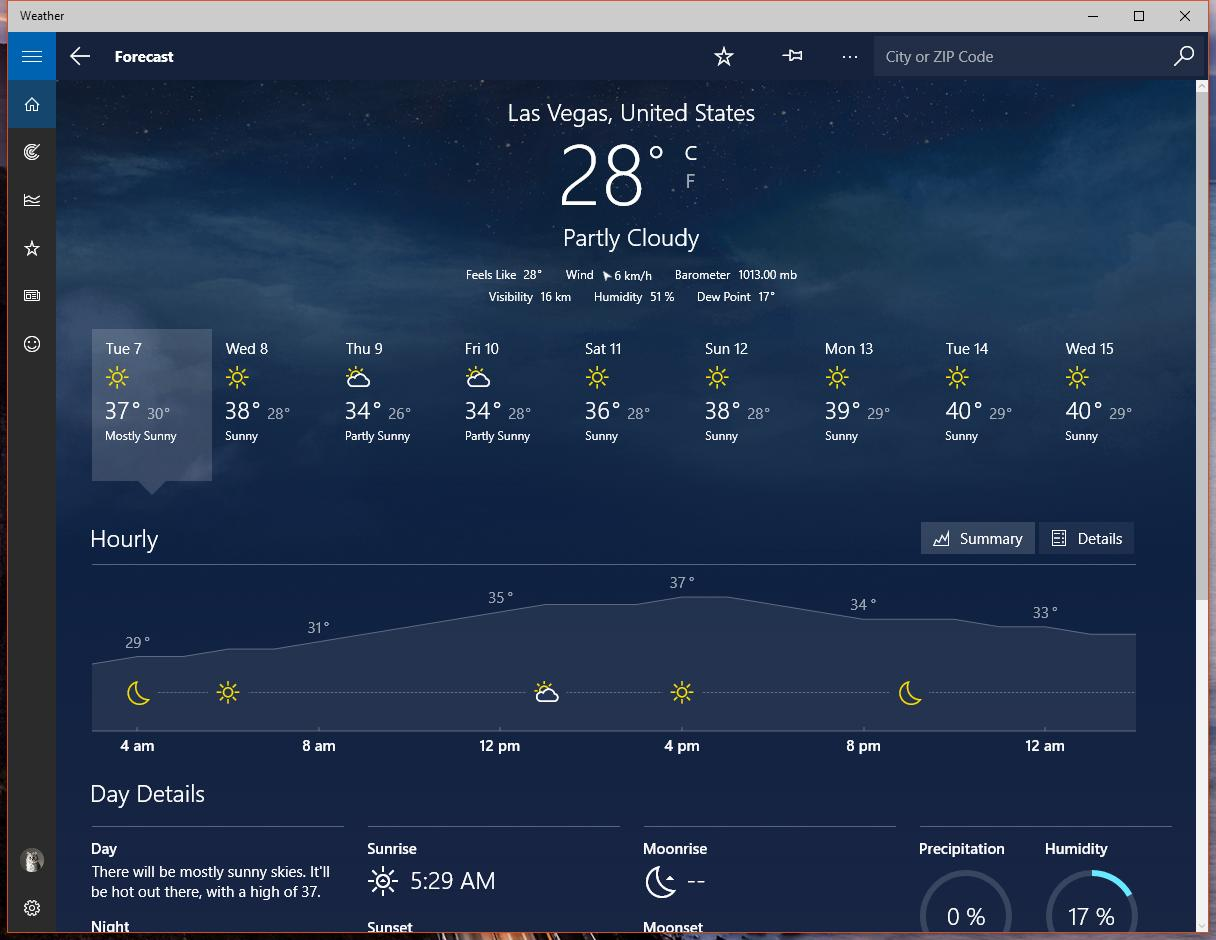 Weather
Forecast
City or ZIP Code
Las Vegas, United States
28° C
F
Partly Cloudy
Feels Like 28° Wind 6 km/h Barometer 1013.00 mb
Visibility 16 km Humidity 51 % Dew Point 17°
Tue 7 Wed 8 Thu 9 Fri 10 Sat 11 Sun 12 Mon 13 Tue 14 Wed 15
37° 30° 38° 28° 34° 26° 34° 28° 36° 28° 38° 28° 39° 29° 40° 29° 40° 29°
Mostly Sunny Sunny Partly Sunny Partly Sunny Sunny Sunny Sunny Sunny Sunny
Hourly Summary Details
29° 31° 35° 37° 34° 33°
4 am 8 am 12 pm 4 pm 8 pm 12 am
Day Details
Day Sunrise Moonrise Precipitation Humidity
There will be mostly sunny skies. It'll
be hot out there, with a high of 37.
5:29 AM --
0 % 17 %
Night Sunset Moonset